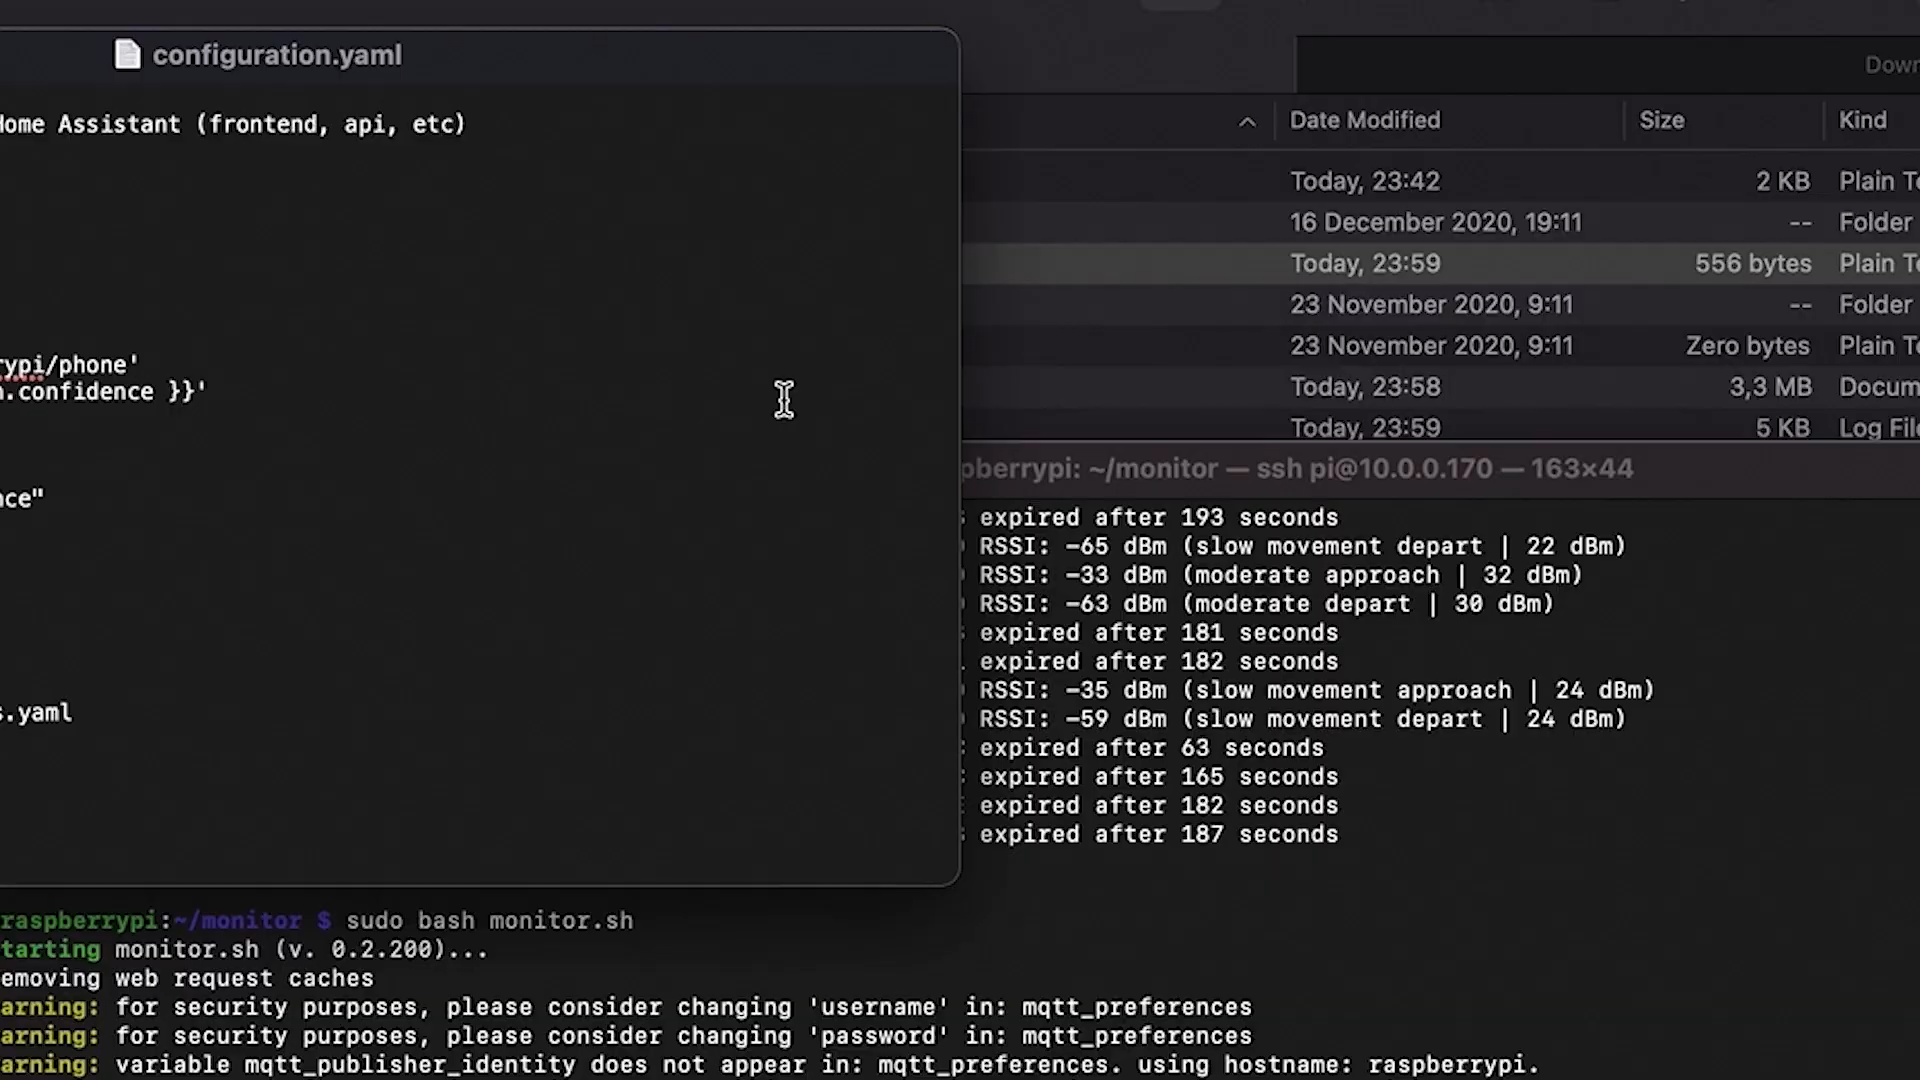 configuration.yaml
Home Assistant (frontend, api, etc)
rypi/phone'
n.confidence }}'
nce"
s.yaml
Down
Date Modified Size Kind
Today, 23:42 2 KB Plain Te
16 December 2020, 19:11 -- Folder
Today, 23:59 556 bytes Plain Te
23 November 2020, 9:11 -- Folder
23 November 2020, 9:11 Zero bytes Plain Te
Today, 23:58 3,3 MB Docum
Today, 23:59 5 KB Log File
pberrypi: ~/monitor — ssh pi@10.0.0.170 — 163×44
expired after 193 seconds
RSSI: -65 dBm (slow movement depart | 22 dBm)
RSSI: -33 dBm (moderate approach | 32 dBm)
RSSI: -63 dBm (moderate depart | 30 dBm)
expired after 181 seconds
expired after 182 seconds
RSSI: -35 dBm (slow movement approach | 24 dBm)
RSSI: -59 dBm (slow movement depart | 24 dBm)
expired after 63 seconds
expired after 165 seconds
expired after 182 seconds
expired after 187 seconds
raspberrypi:~/monitor $ sudo bash monitor.sh
tarting monitor.sh (v. 0.2.200)...
emoving web request caches
arning: for security purposes, please consider changing 'username' in: mqtt_preferences
arning: for security purposes, please consider changing 'password' in: mqtt_preferences
arning: variable mqtt_publisher_identity does not appear in: mqtt_preferences. using hostname: raspberrypi.